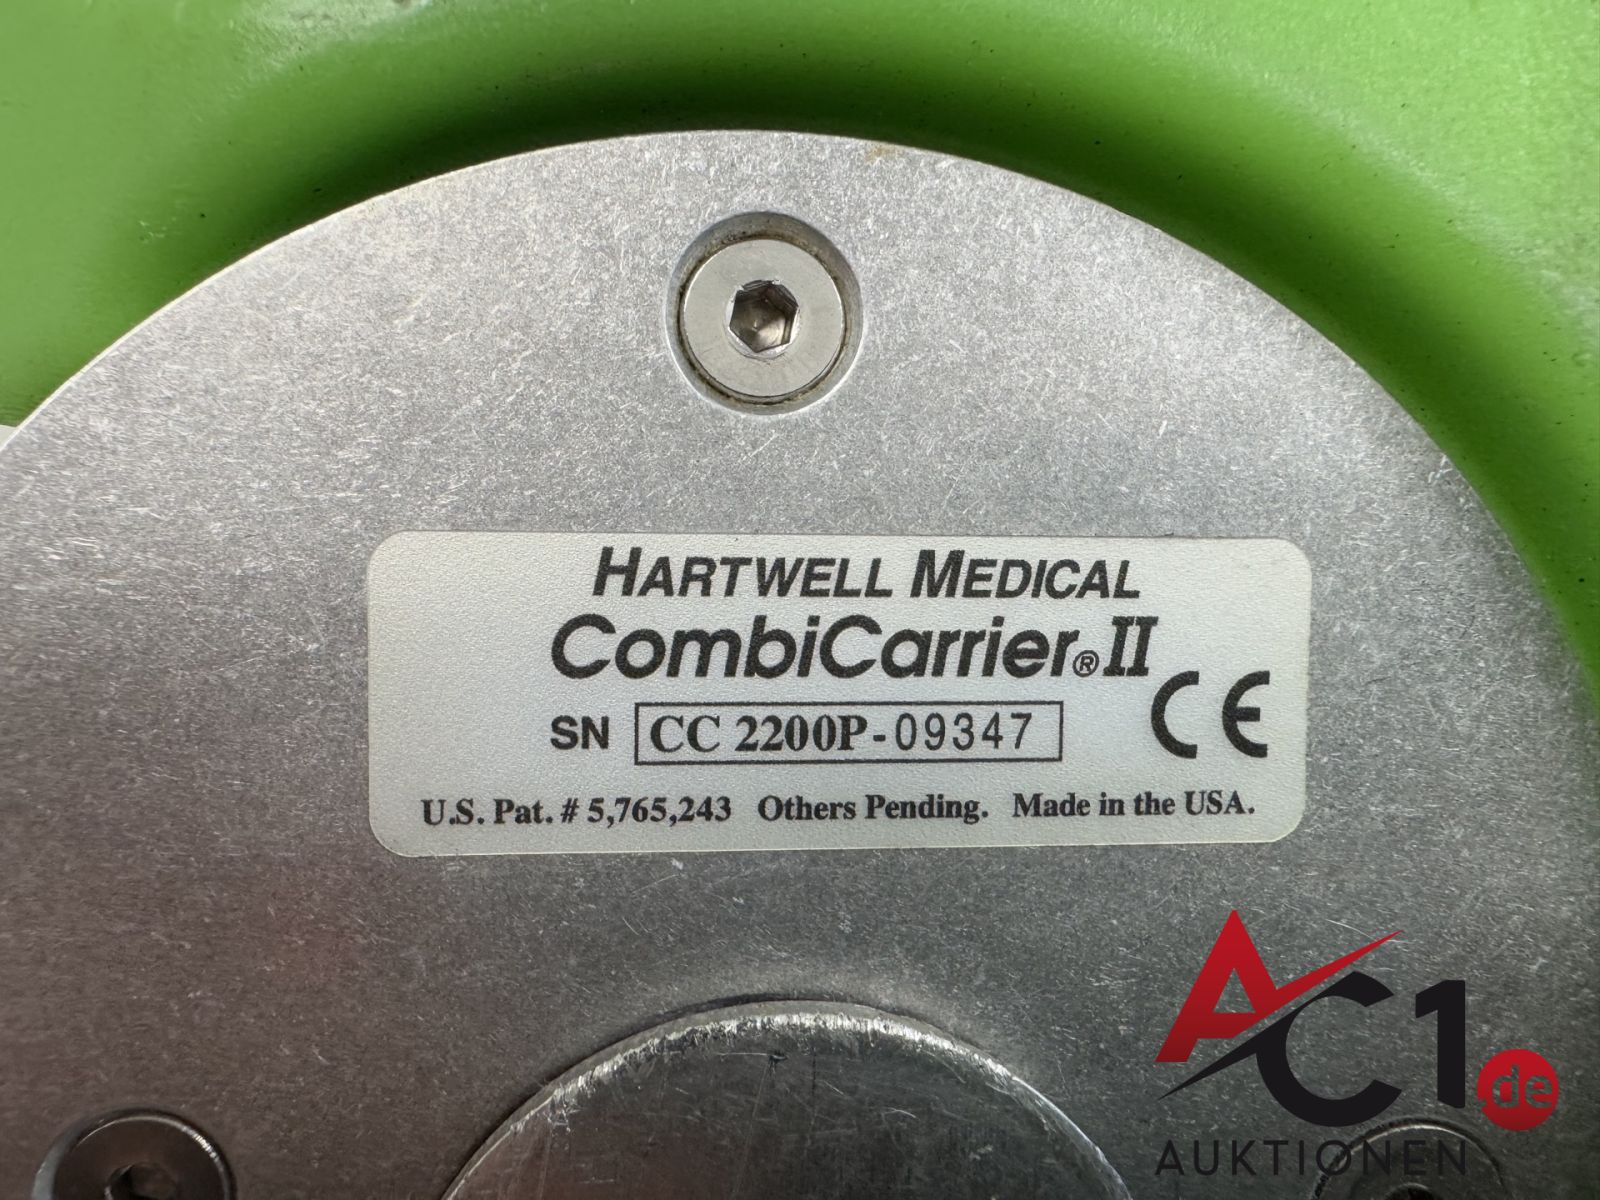 HARTWELL MEDICAL
CombiCarrier® II
SN CC 2200P-09347 CE
U.S. Pat. # 5,765,243 Others Pending. Made in the USA.
AC1.de
AUKTIONEN